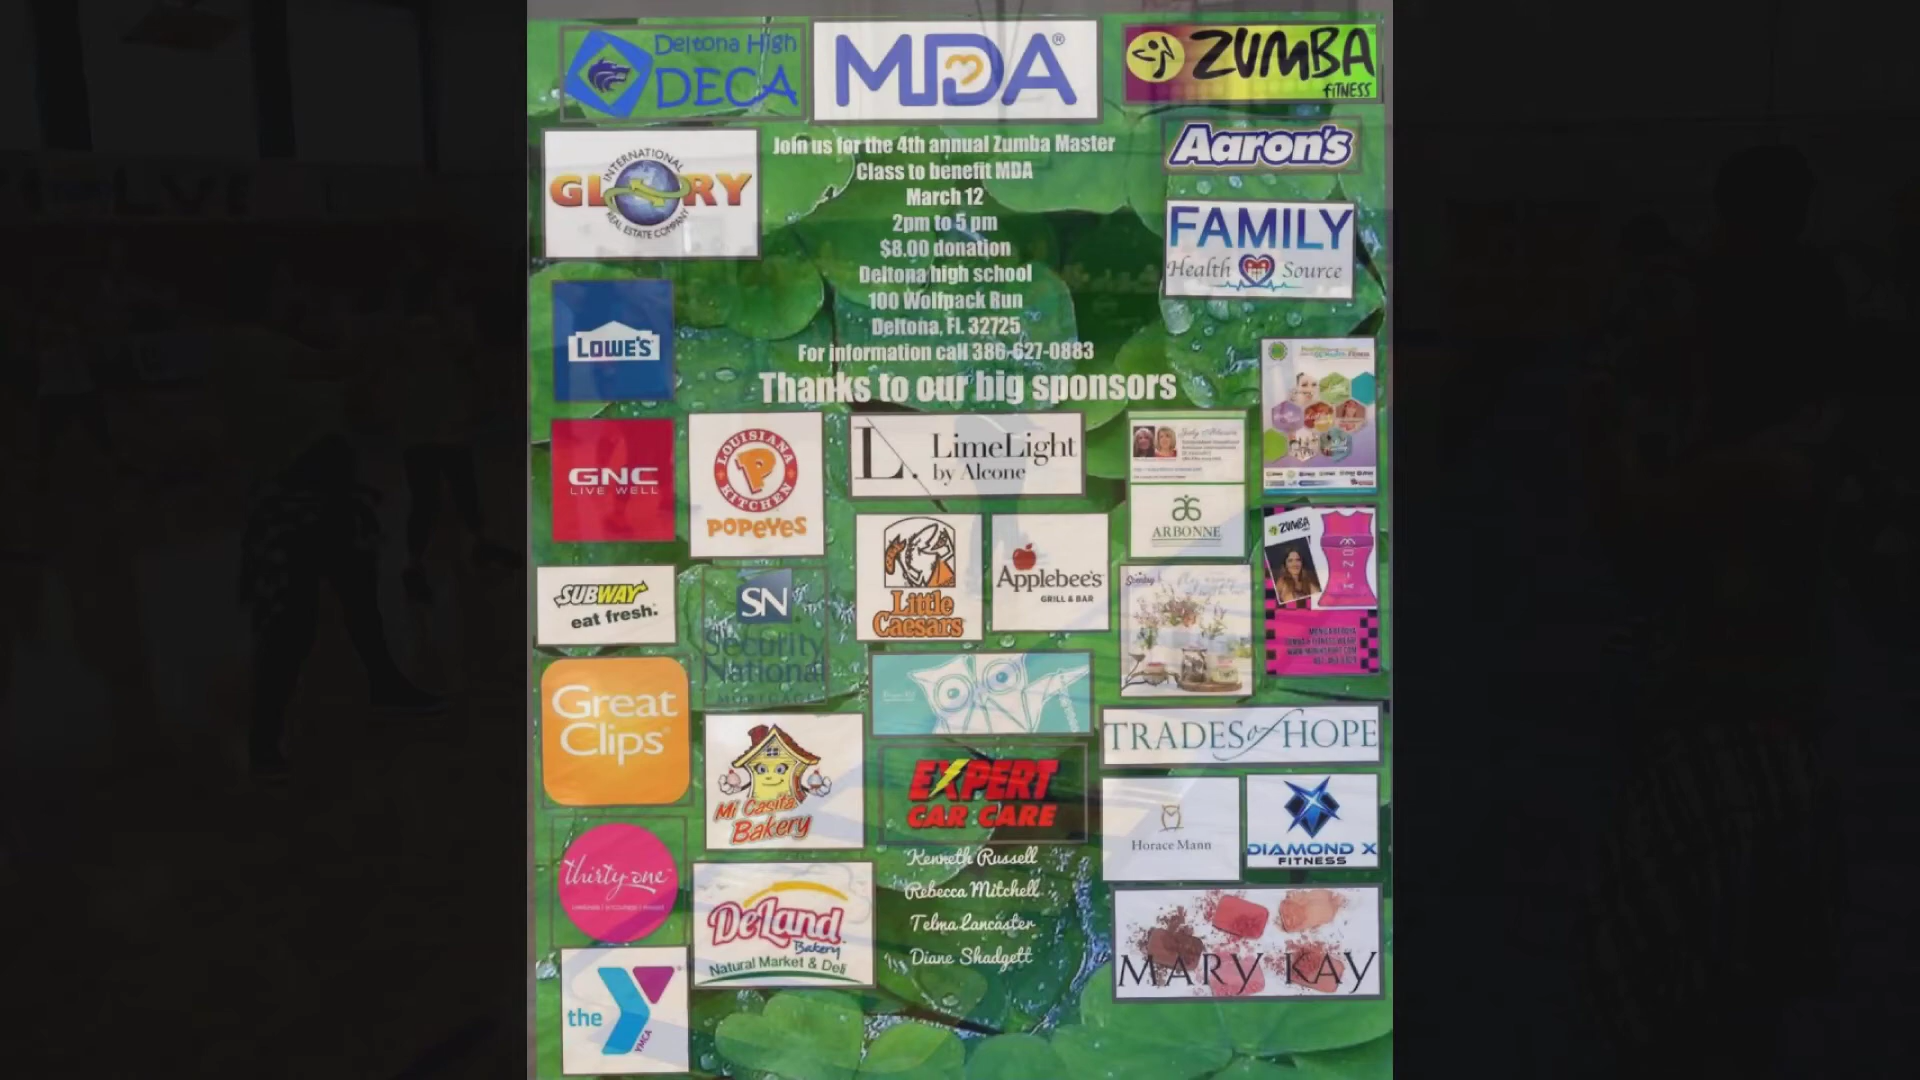 Deltona High
DECA
MDA®
ZUMBA
FITNESS
Join us for the 4th annual Zumba Master
Class to benefit MDA
March 12
2pm to 5 pm
$8.00 donation
Deltona high school
100 Wolfpack Run
Deltona, FL 32725
For information call 386-627-0883
Thanks to our big sponsors
INTERNATIONAL
GLORY
REAL ESTATE COMPANY
Aaron's
FAMILY
Health Source
LOWE'S
GNC
LIVE WELL
LOUISIANA
KITCHEN
POPEYES
L. LimeLight
by Alcone
ARBONNE
SUBWAY
eat fresh.
SN
Security
National
MORTGAGE
Little
Caesars
Applebee's
GRILL & BAR
Scentsy
ZUMBA
Great
Clips
Mi Casita
Bakery
EXPERT
CAR CARE
TRADES of HOPE
Horace Mann
DIAMOND X
FITNESS
thirty one
DeLand
Bakery
Natural Market & Deli
Kenneth Russell
Rebecca Mitchell
Telma Lancaster
Diane Shadgett
MARY KAY
the
YMCA